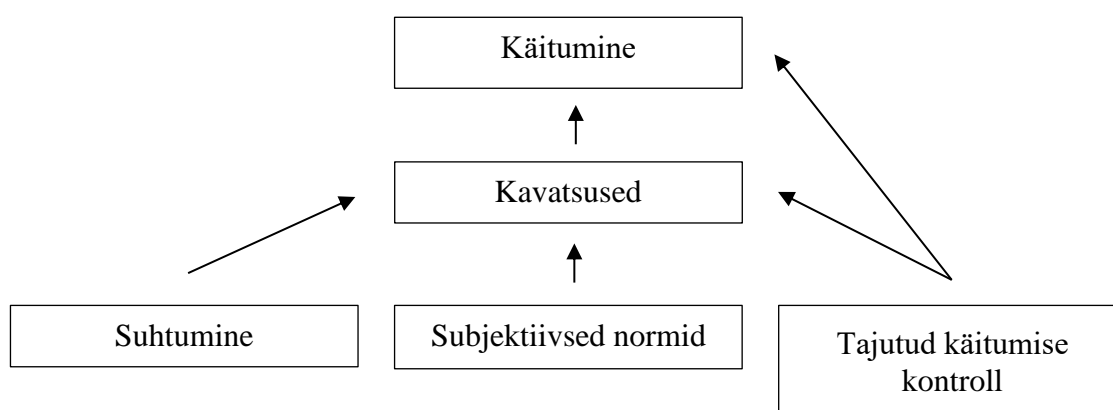 Käitumine
Kavatsused
Suhtumine
Subjektiivsed normid
Tajutud käitumise
kontroll